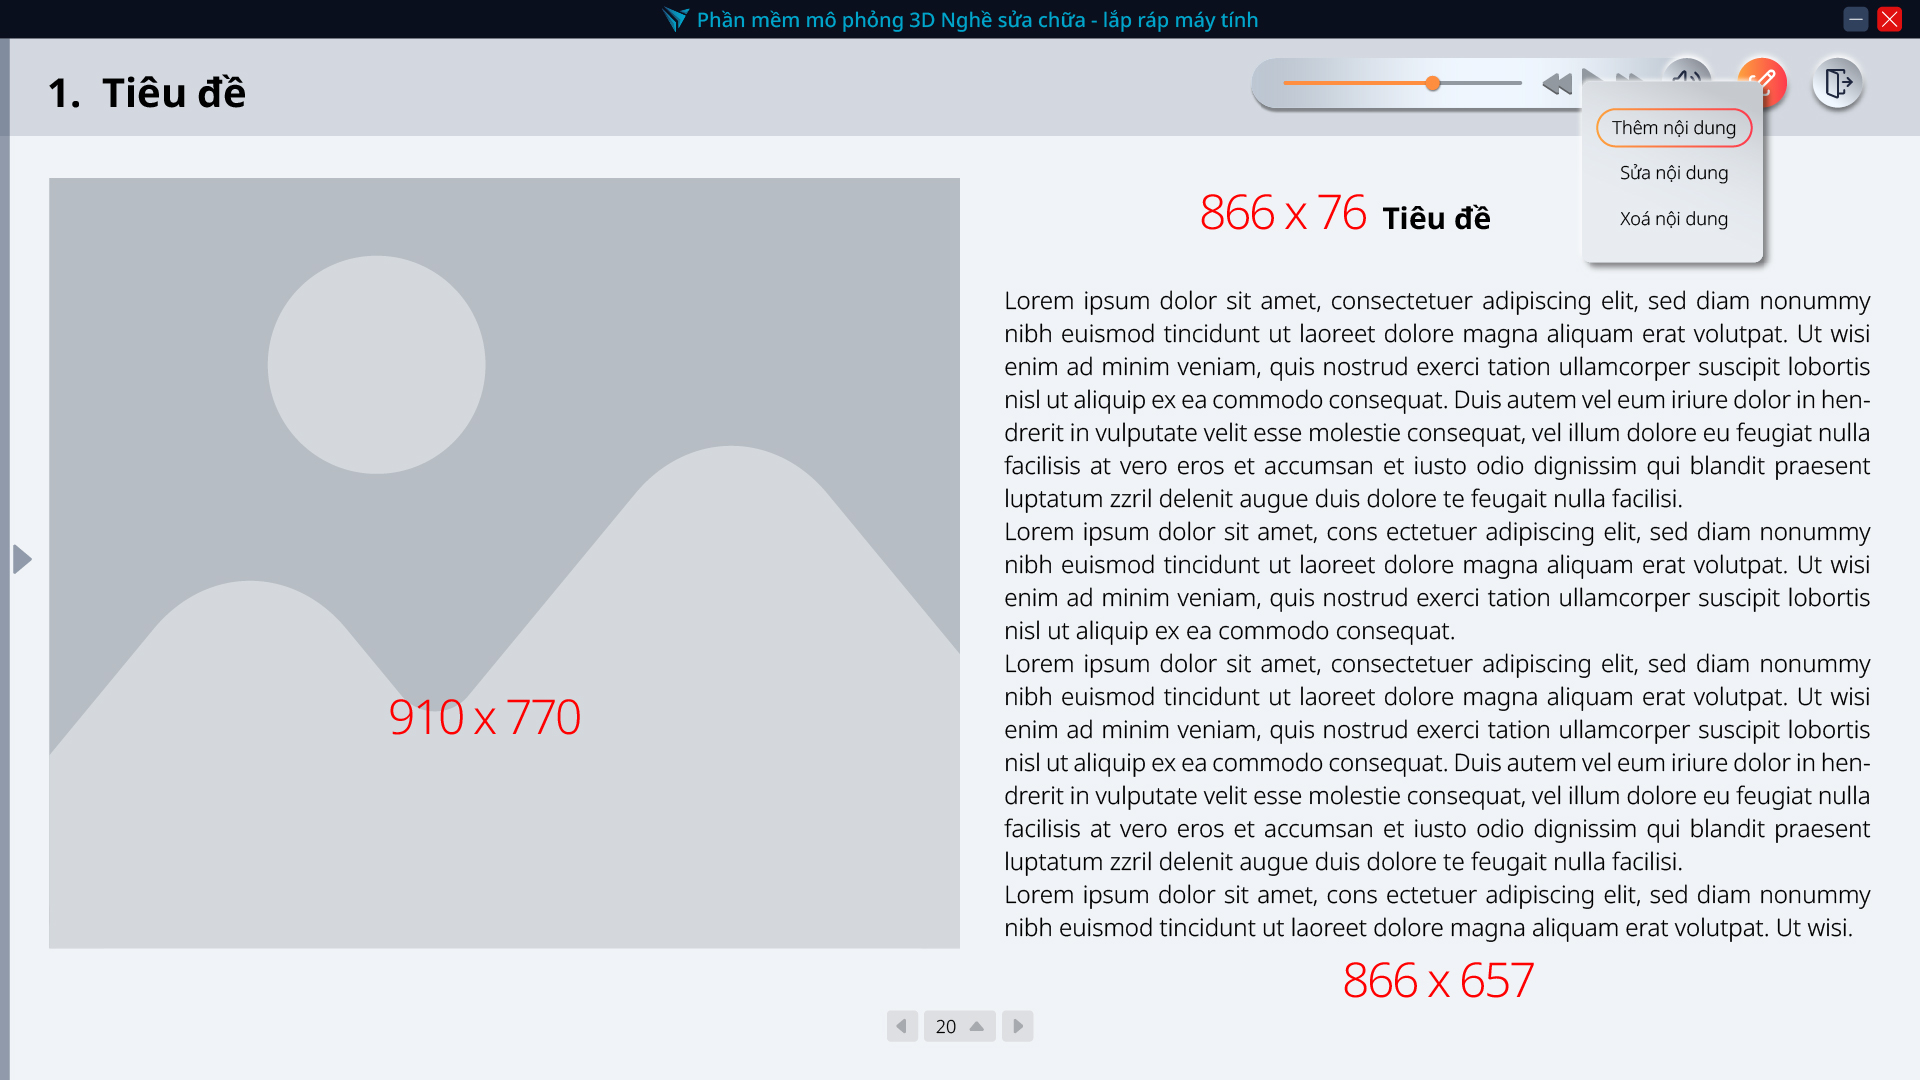 Phần mềm mô phỏng 3D Nghề sửa chữa - lắp ráp máy tính
1. Tiêu đề
Thêm nội dung
Sửa nội dung
Xoá nội dung
866 x 76 Tiêu đề
Lorem ipsum dolor sit amet, consectetuer adipiscing elit, sed diam nonummy
nibh euismod tincidunt ut laoreet dolore magna aliquam erat volutpat. Ut wisi
enim ad minim veniam, quis nostrud exerci tation ullamcorper suscipit lobortis
nisl ut aliquip ex ea commodo consequat. Duis autem vel eum iriure dolor in hen-
drerit in vulputate velit esse molestie consequat, vel illum dolore eu feugiat nulla
facilisis at vero eros et accumsan et iusto odio dignissim qui blandit praesent
luptatum zzril delenit augue duis dolore te feugait nulla facilisi.
Lorem ipsum dolor sit amet, cons ectetuer adipiscing elit, sed diam nonummy
nibh euismod tincidunt ut laoreet dolore magna aliquam erat volutpat. Ut wisi
enim ad minim veniam, quis nostrud exerci tation ullamcorper suscipit lobortis
nisl ut aliquip ex ea commodo consequat.
Lorem ipsum dolor sit amet, consectetuer adipiscing elit, sed diam nonummy
nibh euismod tincidunt ut laoreet dolore magna aliquam erat volutpat. Ut wisi
enim ad minim veniam, quis nostrud exerci tation ullamcorper suscipit lobortis
nisl ut aliquip ex ea commodo consequat. Duis autem vel eum iriure dolor in hen-
drerit in vulputate velit esse molestie consequat, vel illum dolore eu feugiat nulla
facilisis at vero eros et accumsan et iusto odio dignissim qui blandit praesent
luptatum zzril delenit augue duis dolore te feugait nulla facilisi.
Lorem ipsum dolor sit amet, cons ectetuer adipiscing elit, sed diam nonummy
nibh euismod tincidunt ut laoreet dolore magna aliquam erat volutpat. Ut wisi.
910 x 770
866 x 657
20